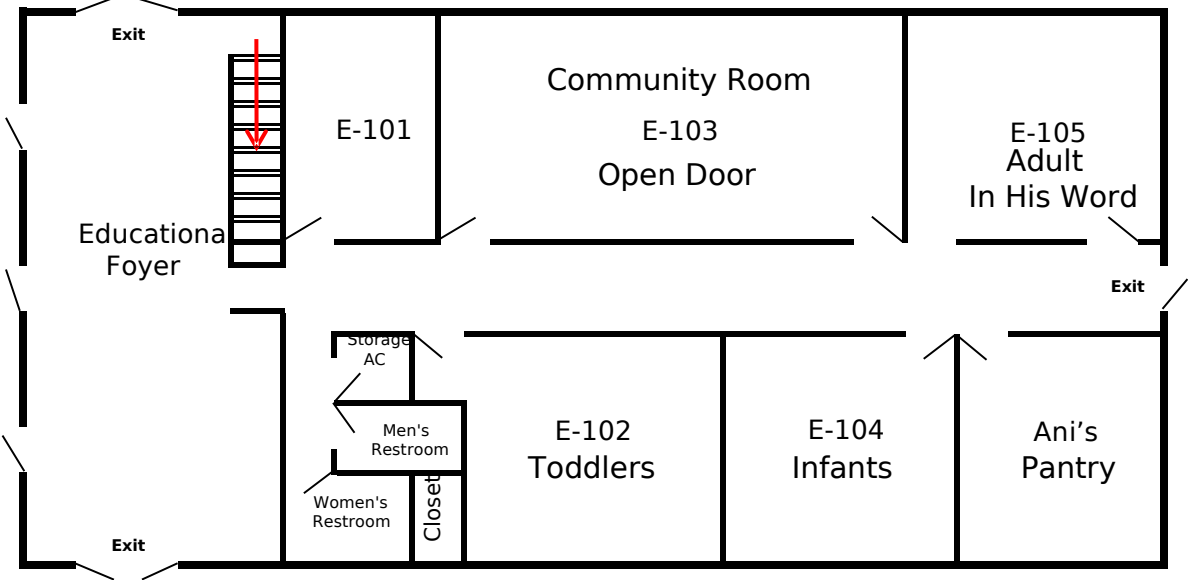 Exit
Community Room
E-101
E-103
Open Door
E-105
Adult
In His Word
Educationa
Foyer
Exit
Storage
AC
Men's
Restroom
Women's
Restroom
Closet
E-102
Toddlers
E-104
Infants
Ani’s
Pantry
Exit